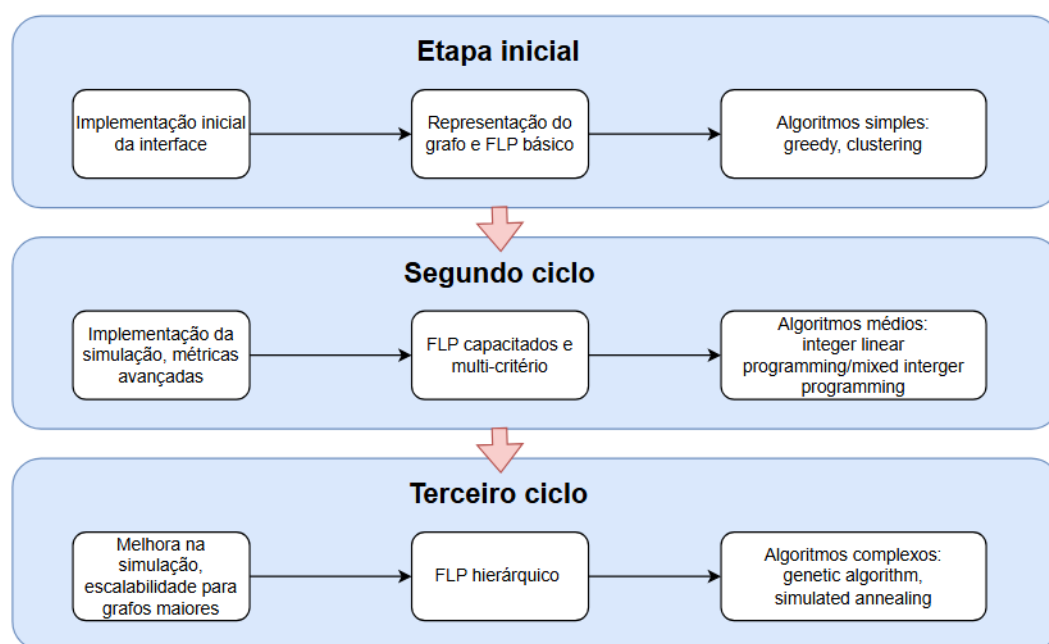 Etapa inicial
Implementação inicial
da interface
Representação do
grafo e FLP básico
Algoritmos simples:
greedy, clustering
Segundo ciclo
Implementação da
simulação, métricas
avançadas
FLP capacitados e
multi-critério
Algoritmos médios:
integer linear
programming/mixed interger
programming
Terceiro ciclo
Melhora na
simulação,
escalabilidade para
grafos maiores
FLP hierárquico
Algoritmos complexos:
genetic algorithm,
simulated annealing